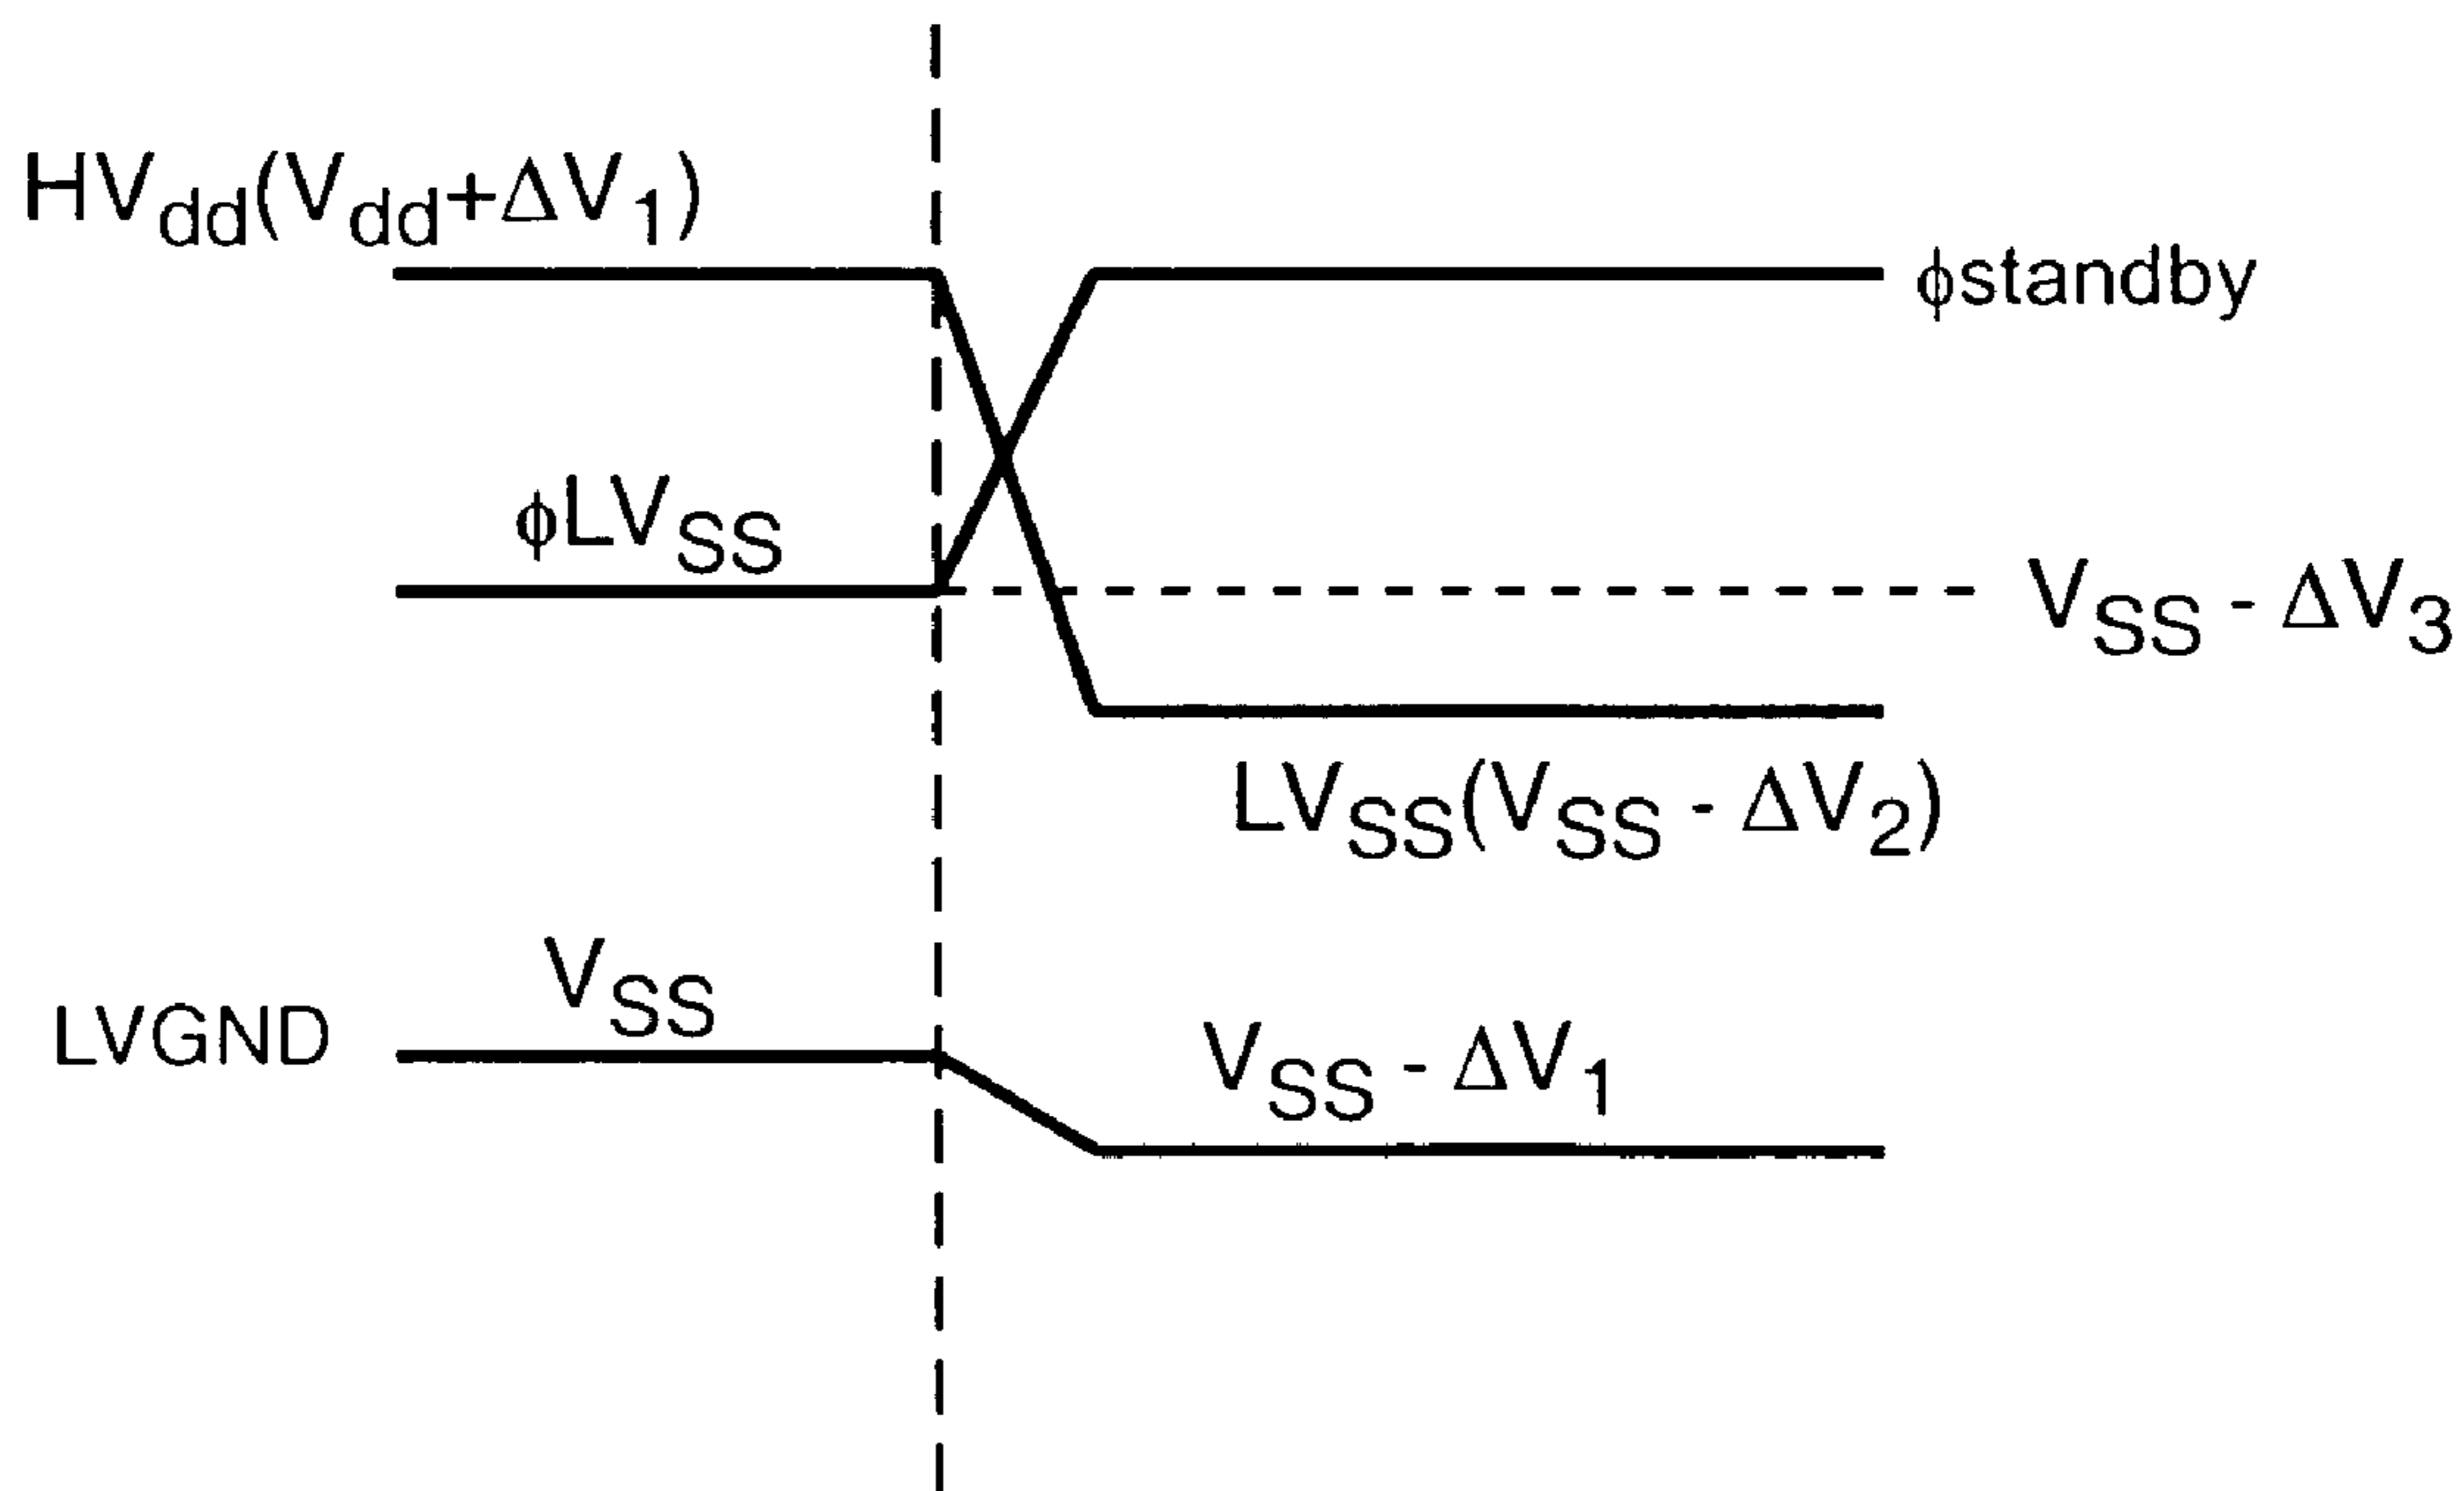 HVdd(Vdd+ΔV1)
ϕstandby
ϕLVSS
VSS - ΔV3
LVSS(VSS - ΔV2)
VSS
LVGND
VSS - ΔV1